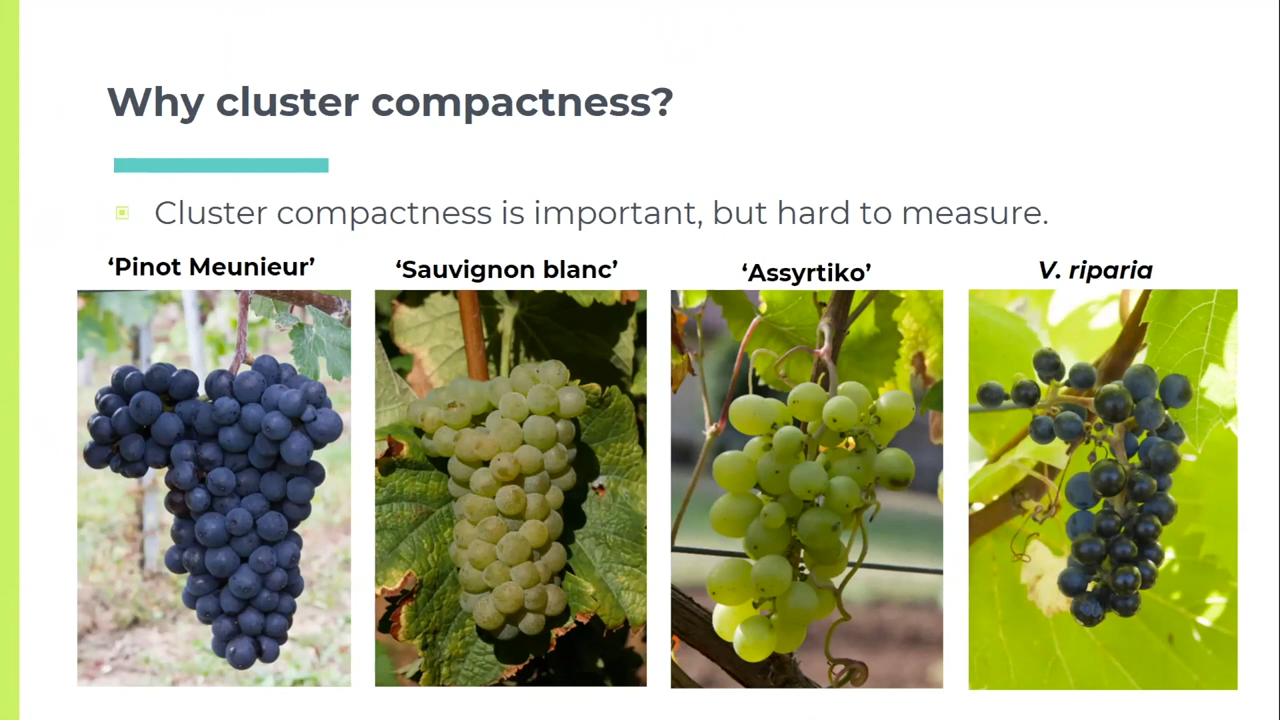 Why cluster compactness?
Cluster compactness is important, but hard to measure.
‘Pinot Meunieur’
‘Sauvignon blanc’
‘Assyrtiko’
V. riparia